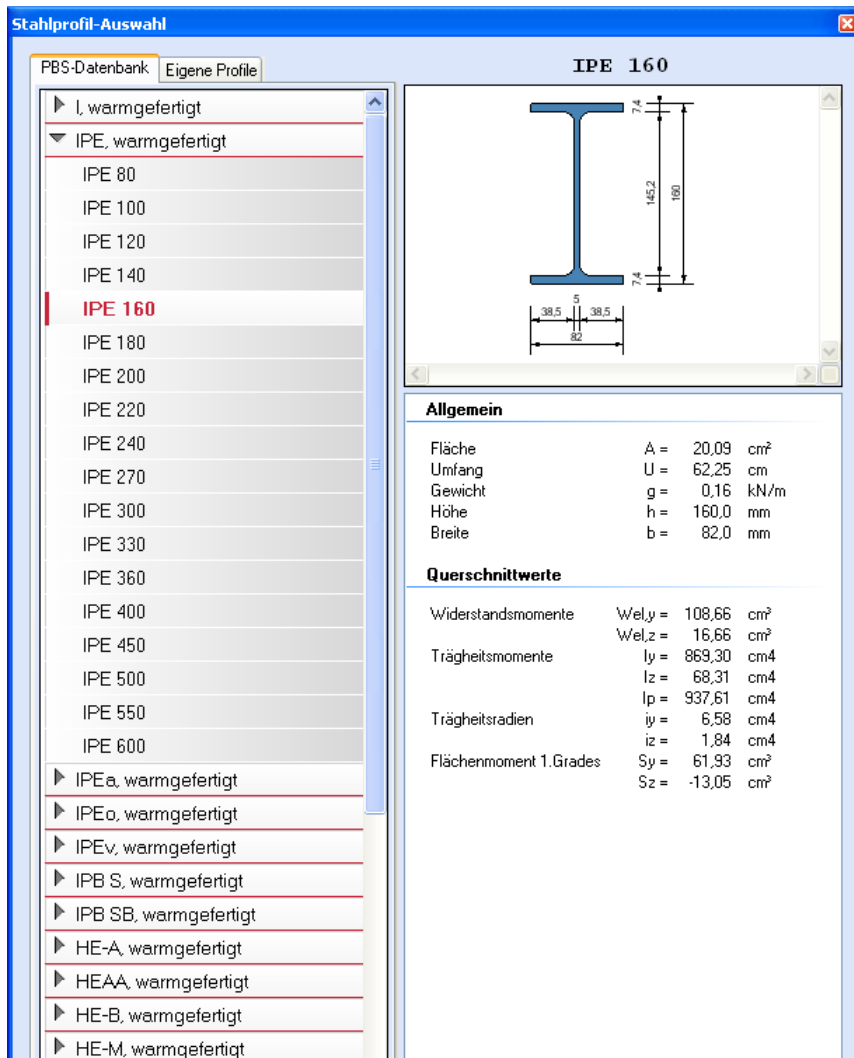 Stahlprofil-Auswahl
PBS-Datenbank
Eigene Profile
I, warmgefertigt
IPE, warmgefertigt
IPE 80
IPE 100
IPE 120
IPE 140
IPE 160
IPE 180
IPE 200
IPE 220
IPE 240
IPE 270
IPE 300
IPE 330
IPE 360
IPE 400
IPE 450
IPE 500
IPE 550
IPE 600
IPEa, warmgefertigt
IPEo, warmgefertigt
IPEv, warmgefertigt
IPB S, warmgefertigt
IPB SB, warmgefertigt
HE-A, warmgefertigt
HEAA, warmgefertigt
HE-B, warmgefertigt
HE-M, warmgefertigt
IPE 160
7,4
145,2
160
7,4
5
38,5 38,5
82
Allgemein
Fläche A = 20,09 cm²
Umfang U = 62,25 cm
Gewicht g = 0,16 kN/m
Höhe h = 160,0 mm
Breite b = 82,0 mm
Querschnittwerte
Widerstandsmomente Wel,y = 108,66 cm³
Wel,z = 16,66 cm³
Trägheitsmomente Iy = 869,30 cm4
Iz = 68,31 cm4
Ip = 937,61 cm4
Trägheitsradien iy = 6,58 cm4
iz = 1,84 cm4
Flächenmoment 1.Grades Sy = 61,93 cm³
Sz = -13,05 cm³